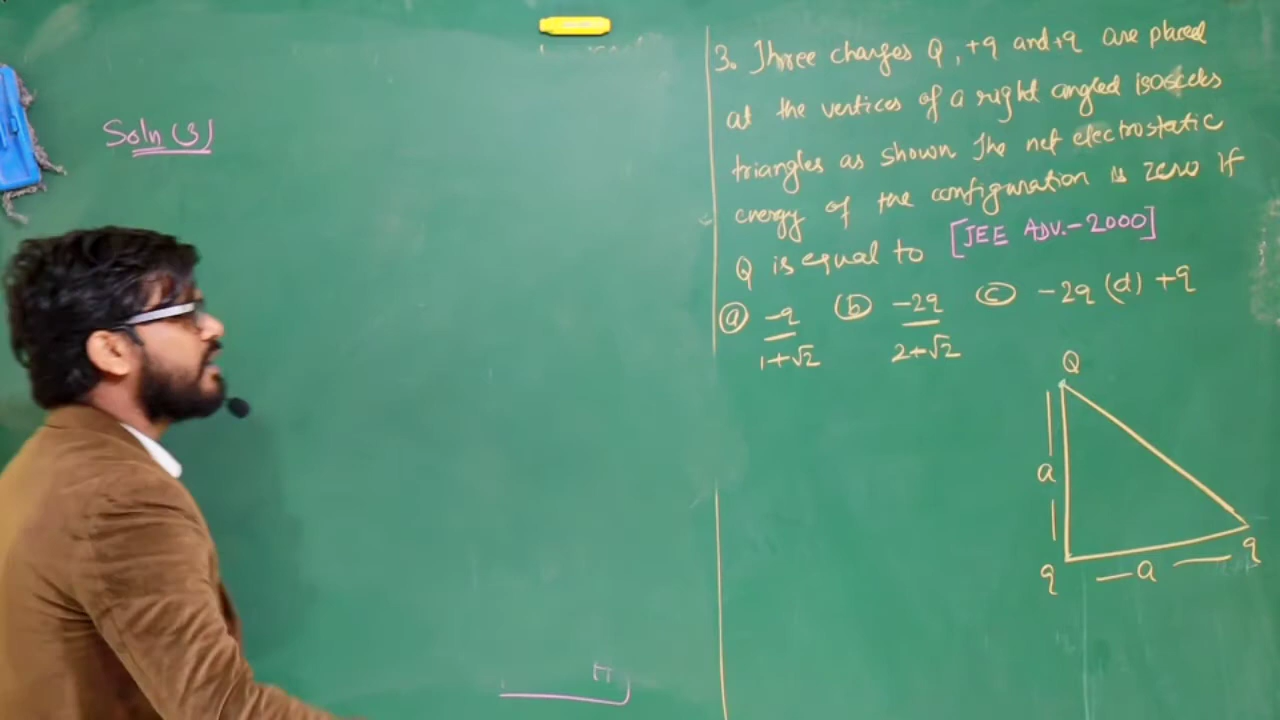 Soln (3)
3. Three charges Q, +q and +q are placed
at the vertices of a right angled isosceles
triangles as shown The net electrostatic
energy of the configuration is zero if
Q is equal to [JEE ADV.-2000]
(a) -q/1+√2 (b) -2q/2+√2 (c) -2q (d) +q
Q
a
q — a — q